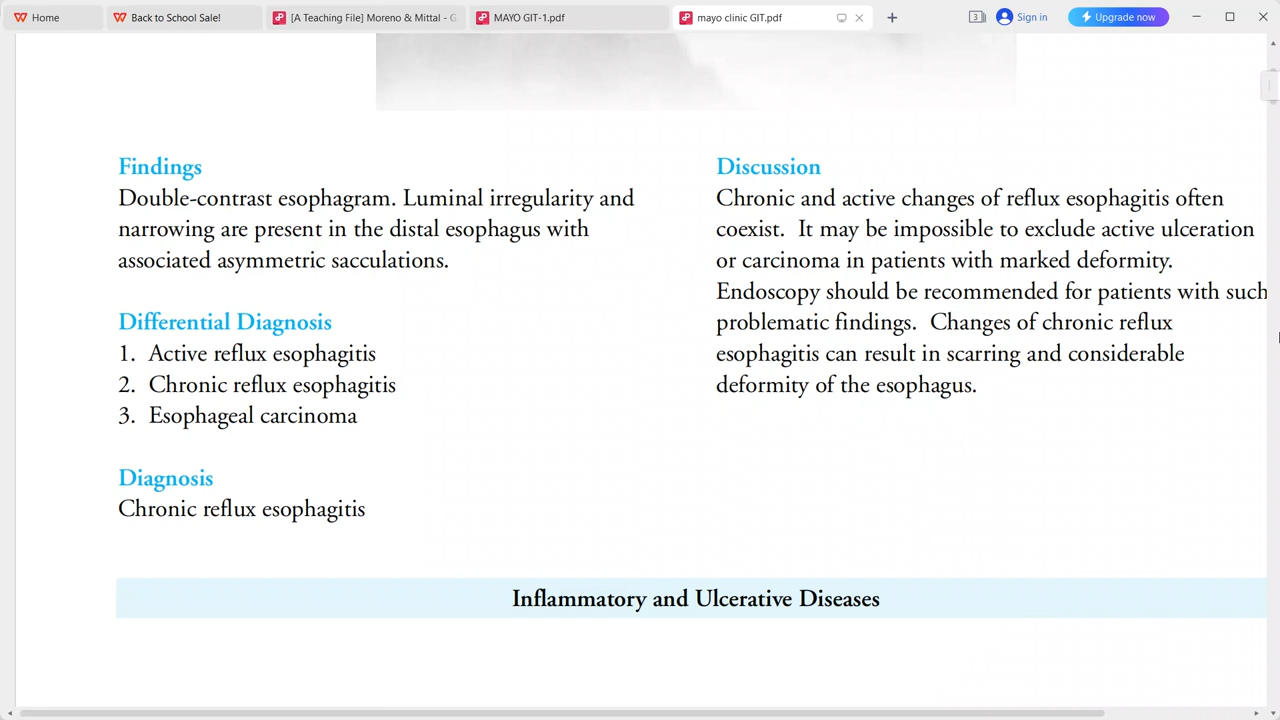 Home
Back to School Sale!
[A Teaching File] Moreno & Mittal - G
MAYO GIT-1.pdf
mayo clinic GIT.pdf
3
Sign in
Upgrade now
Findings
Double-contrast esophagram. Luminal irregularity and
narrowing are present in the distal esophagus with
associated asymmetric sacculations.
Differential Diagnosis
1. Active reflux esophagitis
2. Chronic reflux esophagitis
3. Esophageal carcinoma
Diagnosis
Chronic reflux esophagitis
Discussion
Chronic and active changes of reflux esophagitis often
coexist. It may be impossible to exclude active ulceration
or carcinoma in patients with marked deformity.
Endoscopy should be recommended for patients with such
problematic findings. Changes of chronic reflux
esophagitis can result in scarring and considerable
deformity of the esophagus.
Inflammatory and Ulcerative Diseases